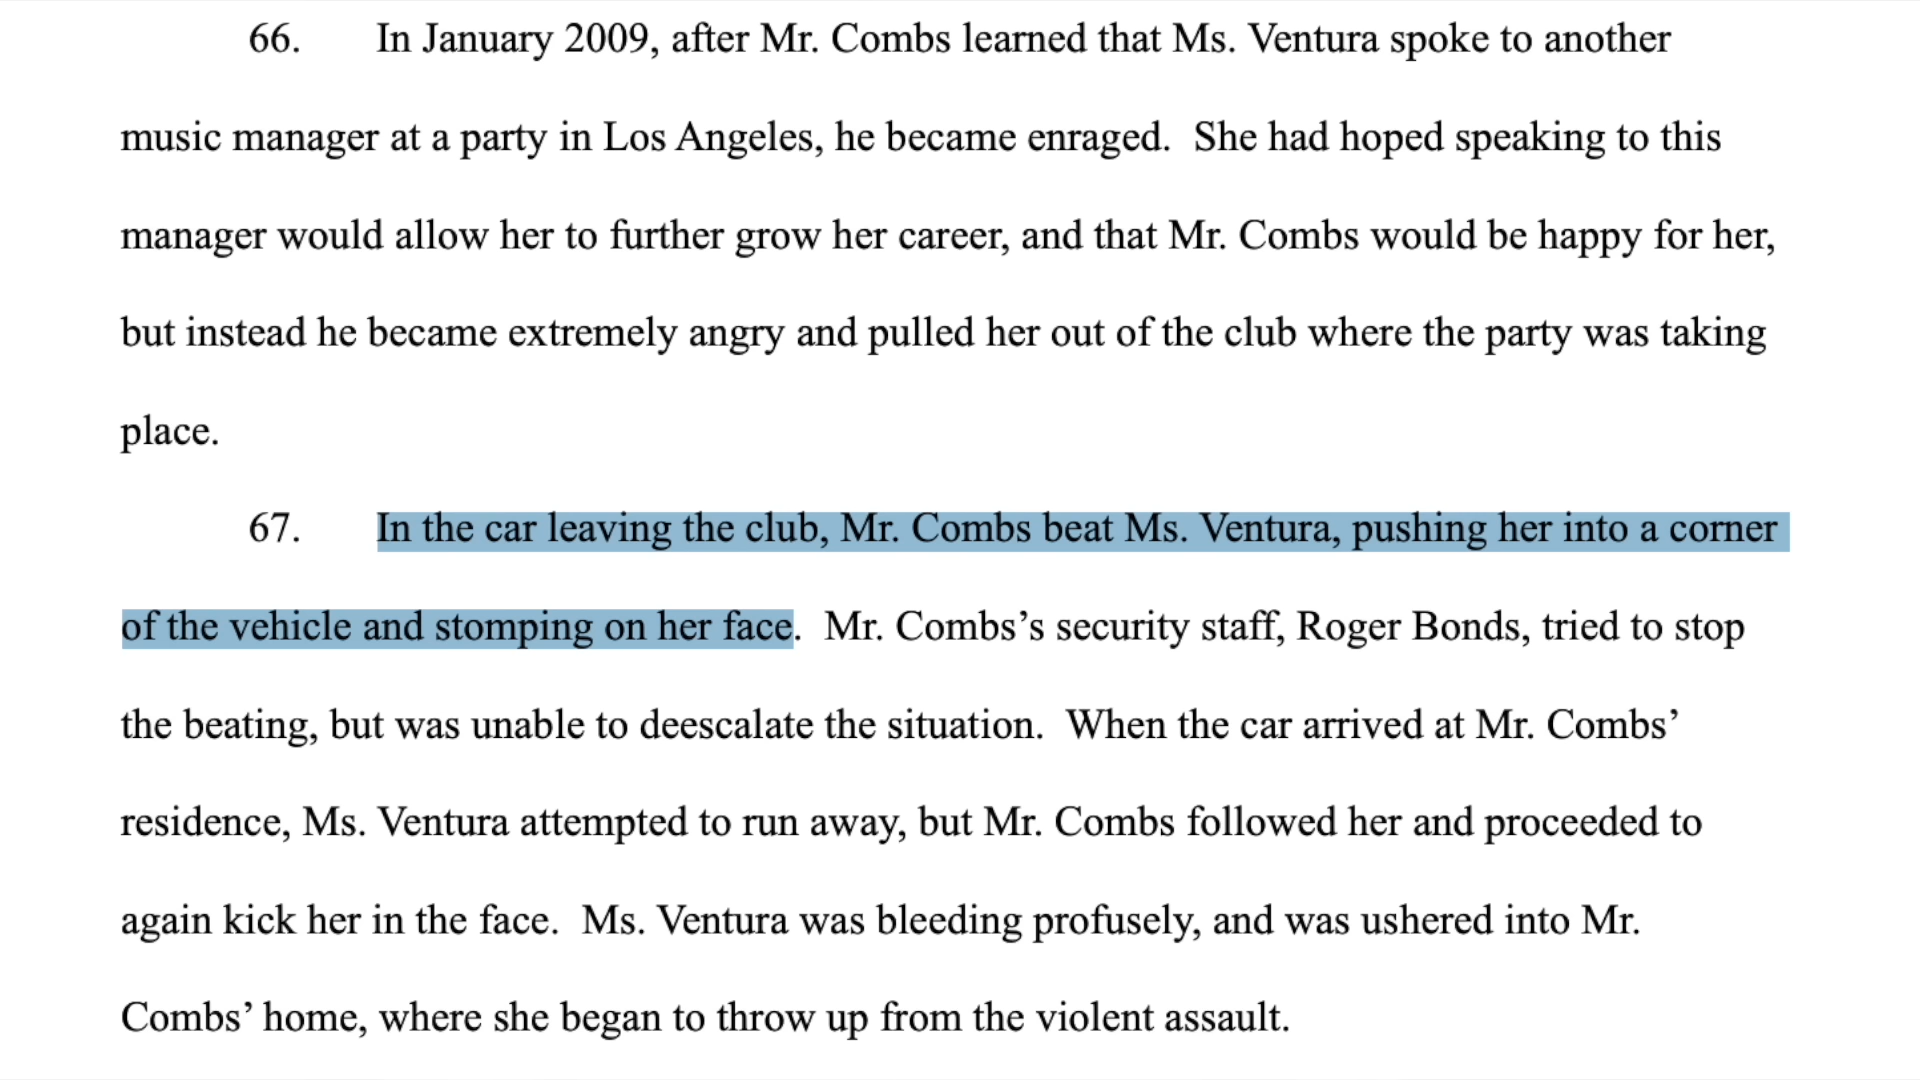 66. In January 2009, after Mr. Combs learned that Ms. Ventura spoke to another
music manager at a party in Los Angeles, he became enraged.  She had hoped speaking to this
manager would allow her to further grow her career, and that Mr. Combs would be happy for her,
but instead he became extremely angry and pulled her out of the club where the party was taking
place.
67. In the car leaving the club, Mr. Combs beat Ms. Ventura, pushing her into a corner
of the vehicle and stomping on her face.  Mr. Combs’s security staff, Roger Bonds, tried to stop
the beating, but was unable to deescalate the situation.  When the car arrived at Mr. Combs’
residence, Ms. Ventura attempted to run away, but Mr. Combs followed her and proceeded to
again kick her in the face.  Ms. Ventura was bleeding profusely, and was ushered into Mr.
Combs’ home, where she began to throw up from the violent assault.